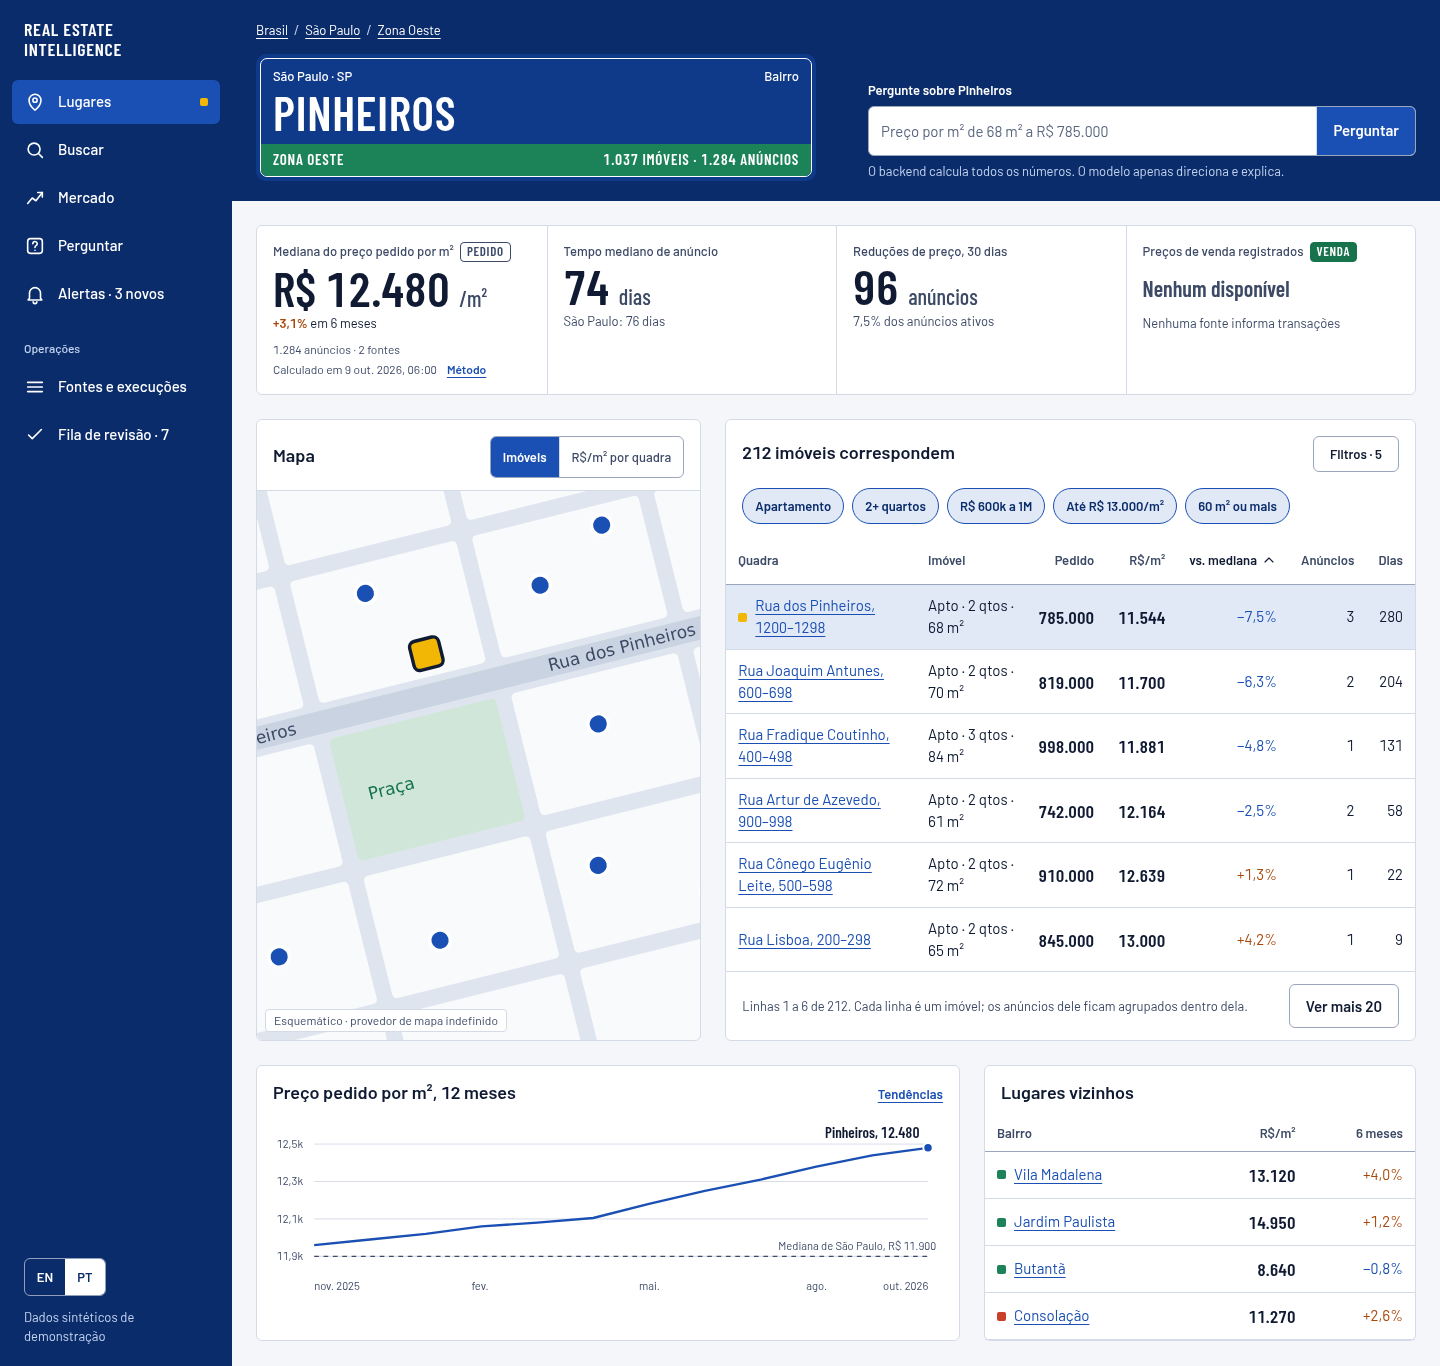 REAL ESTATE
INTELLIGENCE
Lugares
Buscar
Mercado
Perguntar
Alertas · 3 novos
Operações
Fontes e execuções
Fila de revisão · 7
EN PT
Dados sintéticos de
demonstração
Brasil / São Paulo / Zona Oeste
São Paulo · SP Bairro
PINHEIROS
ZONA OESTE 1.037 IMÓVEIS · 1.284 ANÚNCIOS
Pergunte sobre Pinheiros
Preço por m² de 68 m² a R$ 785.000 Perguntar
O backend calcula todos os números. O modelo apenas direciona e explica.
Mediana do preço pedido por m² PEDIDO
R$ 12.480 /m²
+3,1% em 6 meses
1.284 anúncios · 2 fontes
Calculado em 9 out. 2026, 06:00 Método
Tempo mediano de anúncio
74 dias
São Paulo: 76 dias
Reduções de preço, 30 dias
96 anúncios
7,5% dos anúncios ativos
Preços de venda registrados VENDA
Nenhum disponível
Nenhuma fonte informa transações
Mapa Imóveis R$/m² por quadra
Rua dos Pinheiros
eiros
Praça
Esquemático · provedor de mapa indefinido
212 imóveis correspondem Filtros · 5
Apartamento 2+ quartos R$ 600k a 1M Até R$ 13.000/m² 60 m² ou mais
Quadra Imóvel Pedido R$/m² vs. mediana Anúncios Dias
Rua dos Pinheiros, Apto · 2 qtos ·
1200–1298 68 m² 785.000 11.544 −7,5% 3 280
Rua Joaquim Antunes, Apto · 2 qtos ·
600–698 70 m² 819.000 11.700 −6,3% 2 204
Rua Fradique Coutinho, Apto · 3 qtos ·
400–498 84 m² 998.000 11.881 −4,8% 1 131
Rua Artur de Azevedo, Apto · 2 qtos ·
900–998 61 m² 742.000 12.164 −2,5% 2 58
Rua Cônego Eugênio Apto · 2 qtos ·
Leite, 500–598 72 m² 910.000 12.639 +1,3% 1 22
Rua Lisboa, 200–298 Apto · 2 qtos ·
65 m² 845.000 13.000 +4,2% 1 9
Linhas 1 a 6 de 212. Cada linha é um imóvel; os anúncios dele ficam agrupados dentro dela. Ver mais 20
Preço pedido por m², 12 meses Tendências
Pinheiros, 12.480
12,5k
12,3k
12,1k
Mediana de São Paulo, R$ 11.900
11,9k
nov. 2025 fev. mai. ago. out. 2026
Lugares vizinhos
Bairro R$/m² 6 meses
Vila Madalena 13.120 +4,0%
Jardim Paulista 14.950 +1,2%
Butantã 8.640 −0,8%
Consolação 11.270 +2,6%